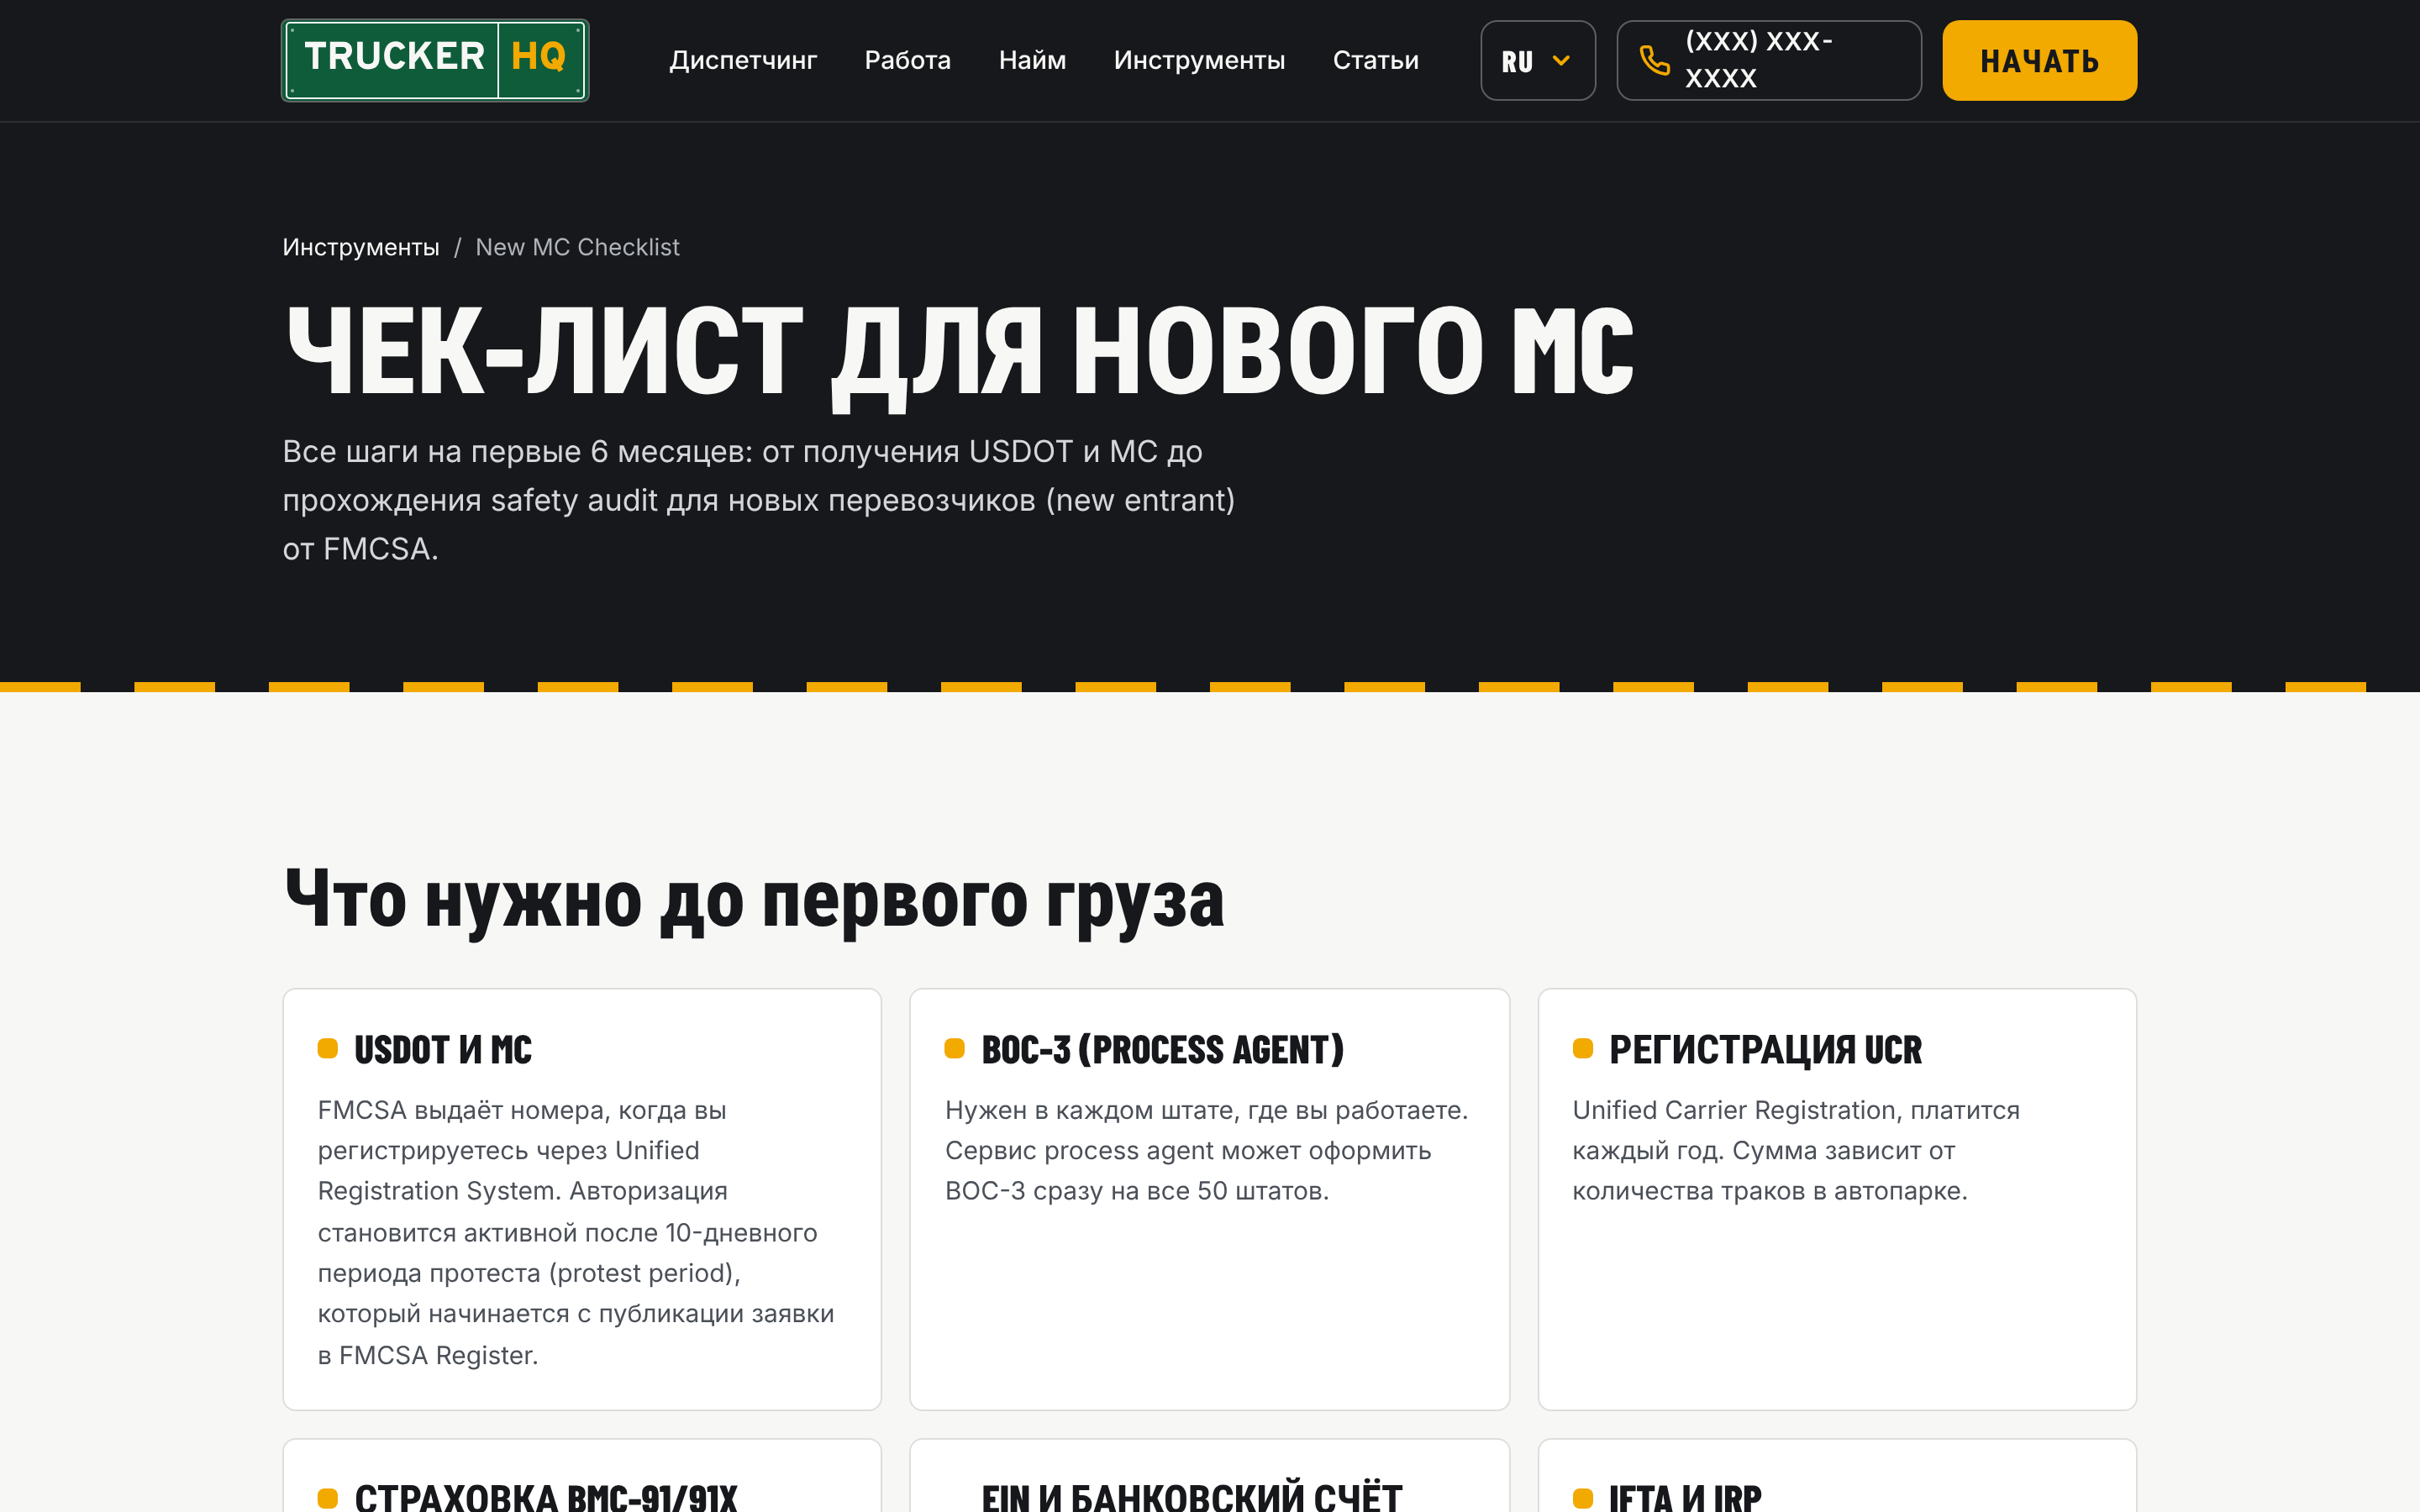 TRUCKER HQ
Диспетчинг
Работа
Найм
Инструменты
Статьи
RU
(XXX) XXX-
XXXX
НАЧАТЬ
Инструменты / New MC Checklist
ЧЕК-ЛИСТ ДЛЯ НОВОГО MC
Все шаги на первые 6 месяцев: от получения USDOT и MC до
прохождения safety audit для новых перевозчиков (new entrant)
от FMCSA.
Что нужно до первого груза
USDOT И MC
FMCSA выдаёт номера, когда вы
регистрируетесь через Unified
Registration System. Авторизация
становится активной после 10-дневного
периода протеста (protest period),
который начинается с публикации заявки
в FMCSA Register.
BOC-3 (PROCESS AGENT)
Нужен в каждом штате, где вы работаете.
Сервис process agent может оформить
BOC-3 сразу на все 50 штатов.
РЕГИСТРАЦИЯ UCR
Unified Carrier Registration, платится
каждый год. Сумма зависит от
количества траков в автопарке.
СТРАХОВКА BMC-91/91X
EIN И БАНКОВСКИЙ СЧЁТ
IFTA И IRP